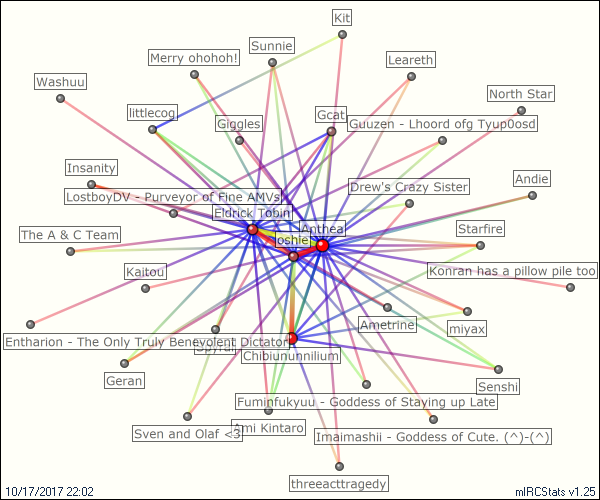 Kit
Sunnie
Merry ohohoh!
Leareth
Washuu
North Star
littlecog
Giggles
Gcat
Guuzen - Lhoord ofg Tyup0osd
Insanity
Drew's Crazy Sister
Andie
LostboyDV - Purveyor of Fine AMVs!
Eldrick Tobin
Anthea
The A & C Team
oshie
Starfire
Kaitou
Konran has a pillow pile too
Ametrine
miyax
Entharion - The Only Truly Benevolent Dictator
Chibiununnilium
Geran
Senshi
Fuminfukyuu - Goddess of Staying up Late
Sven and Olaf <3
Ami Kintaro
Imaimashii - Goddess of Cute. (^)-(^)
threeacttragedy
10/17/2017 22:02
mIRCStats v1.25